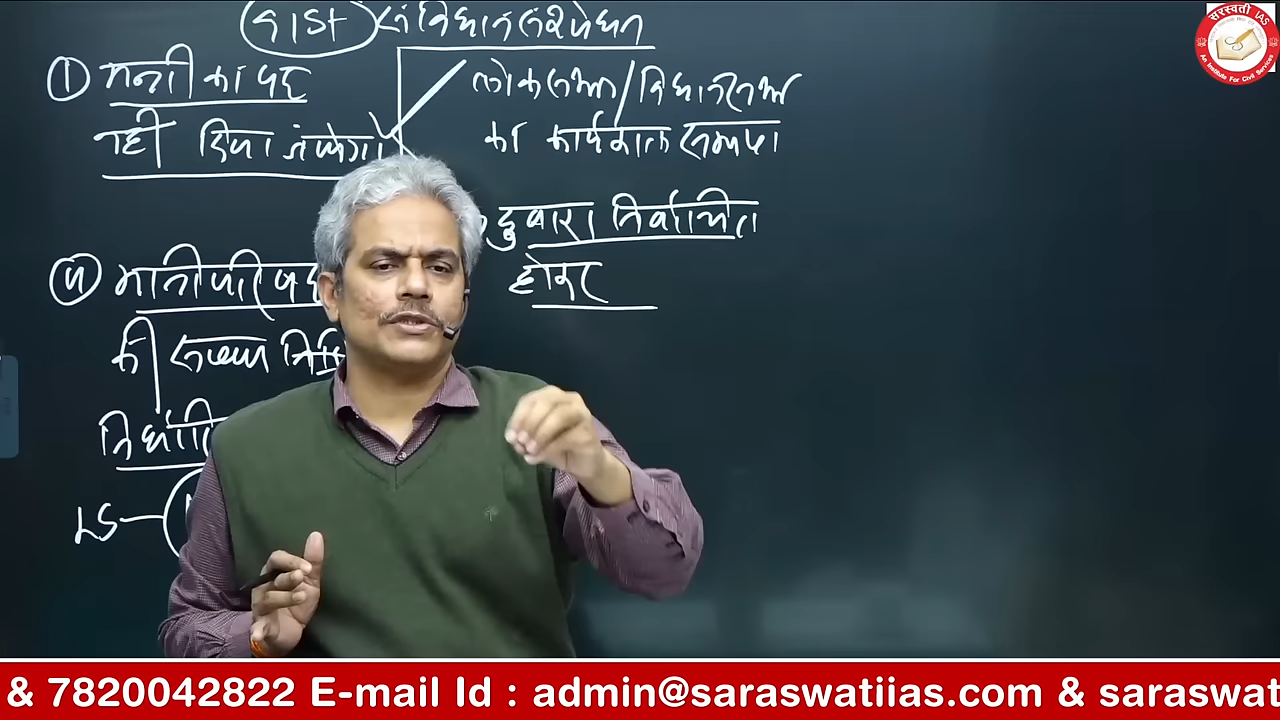 91st संविधान संशोधन
① मन्त्री का पद
नहीं दिया जायेगा
लोकसभा/विधानसभा
का कार्यकाल समाप्त
दुबारा निर्वाचित
होकर
② मन्त्रीपरिषद
की संख्या
LS—
सरस्वती IAS
An Institute For Civil Services
& 7820042822 E-mail Id : admin@saraswatiias.com & saraswat